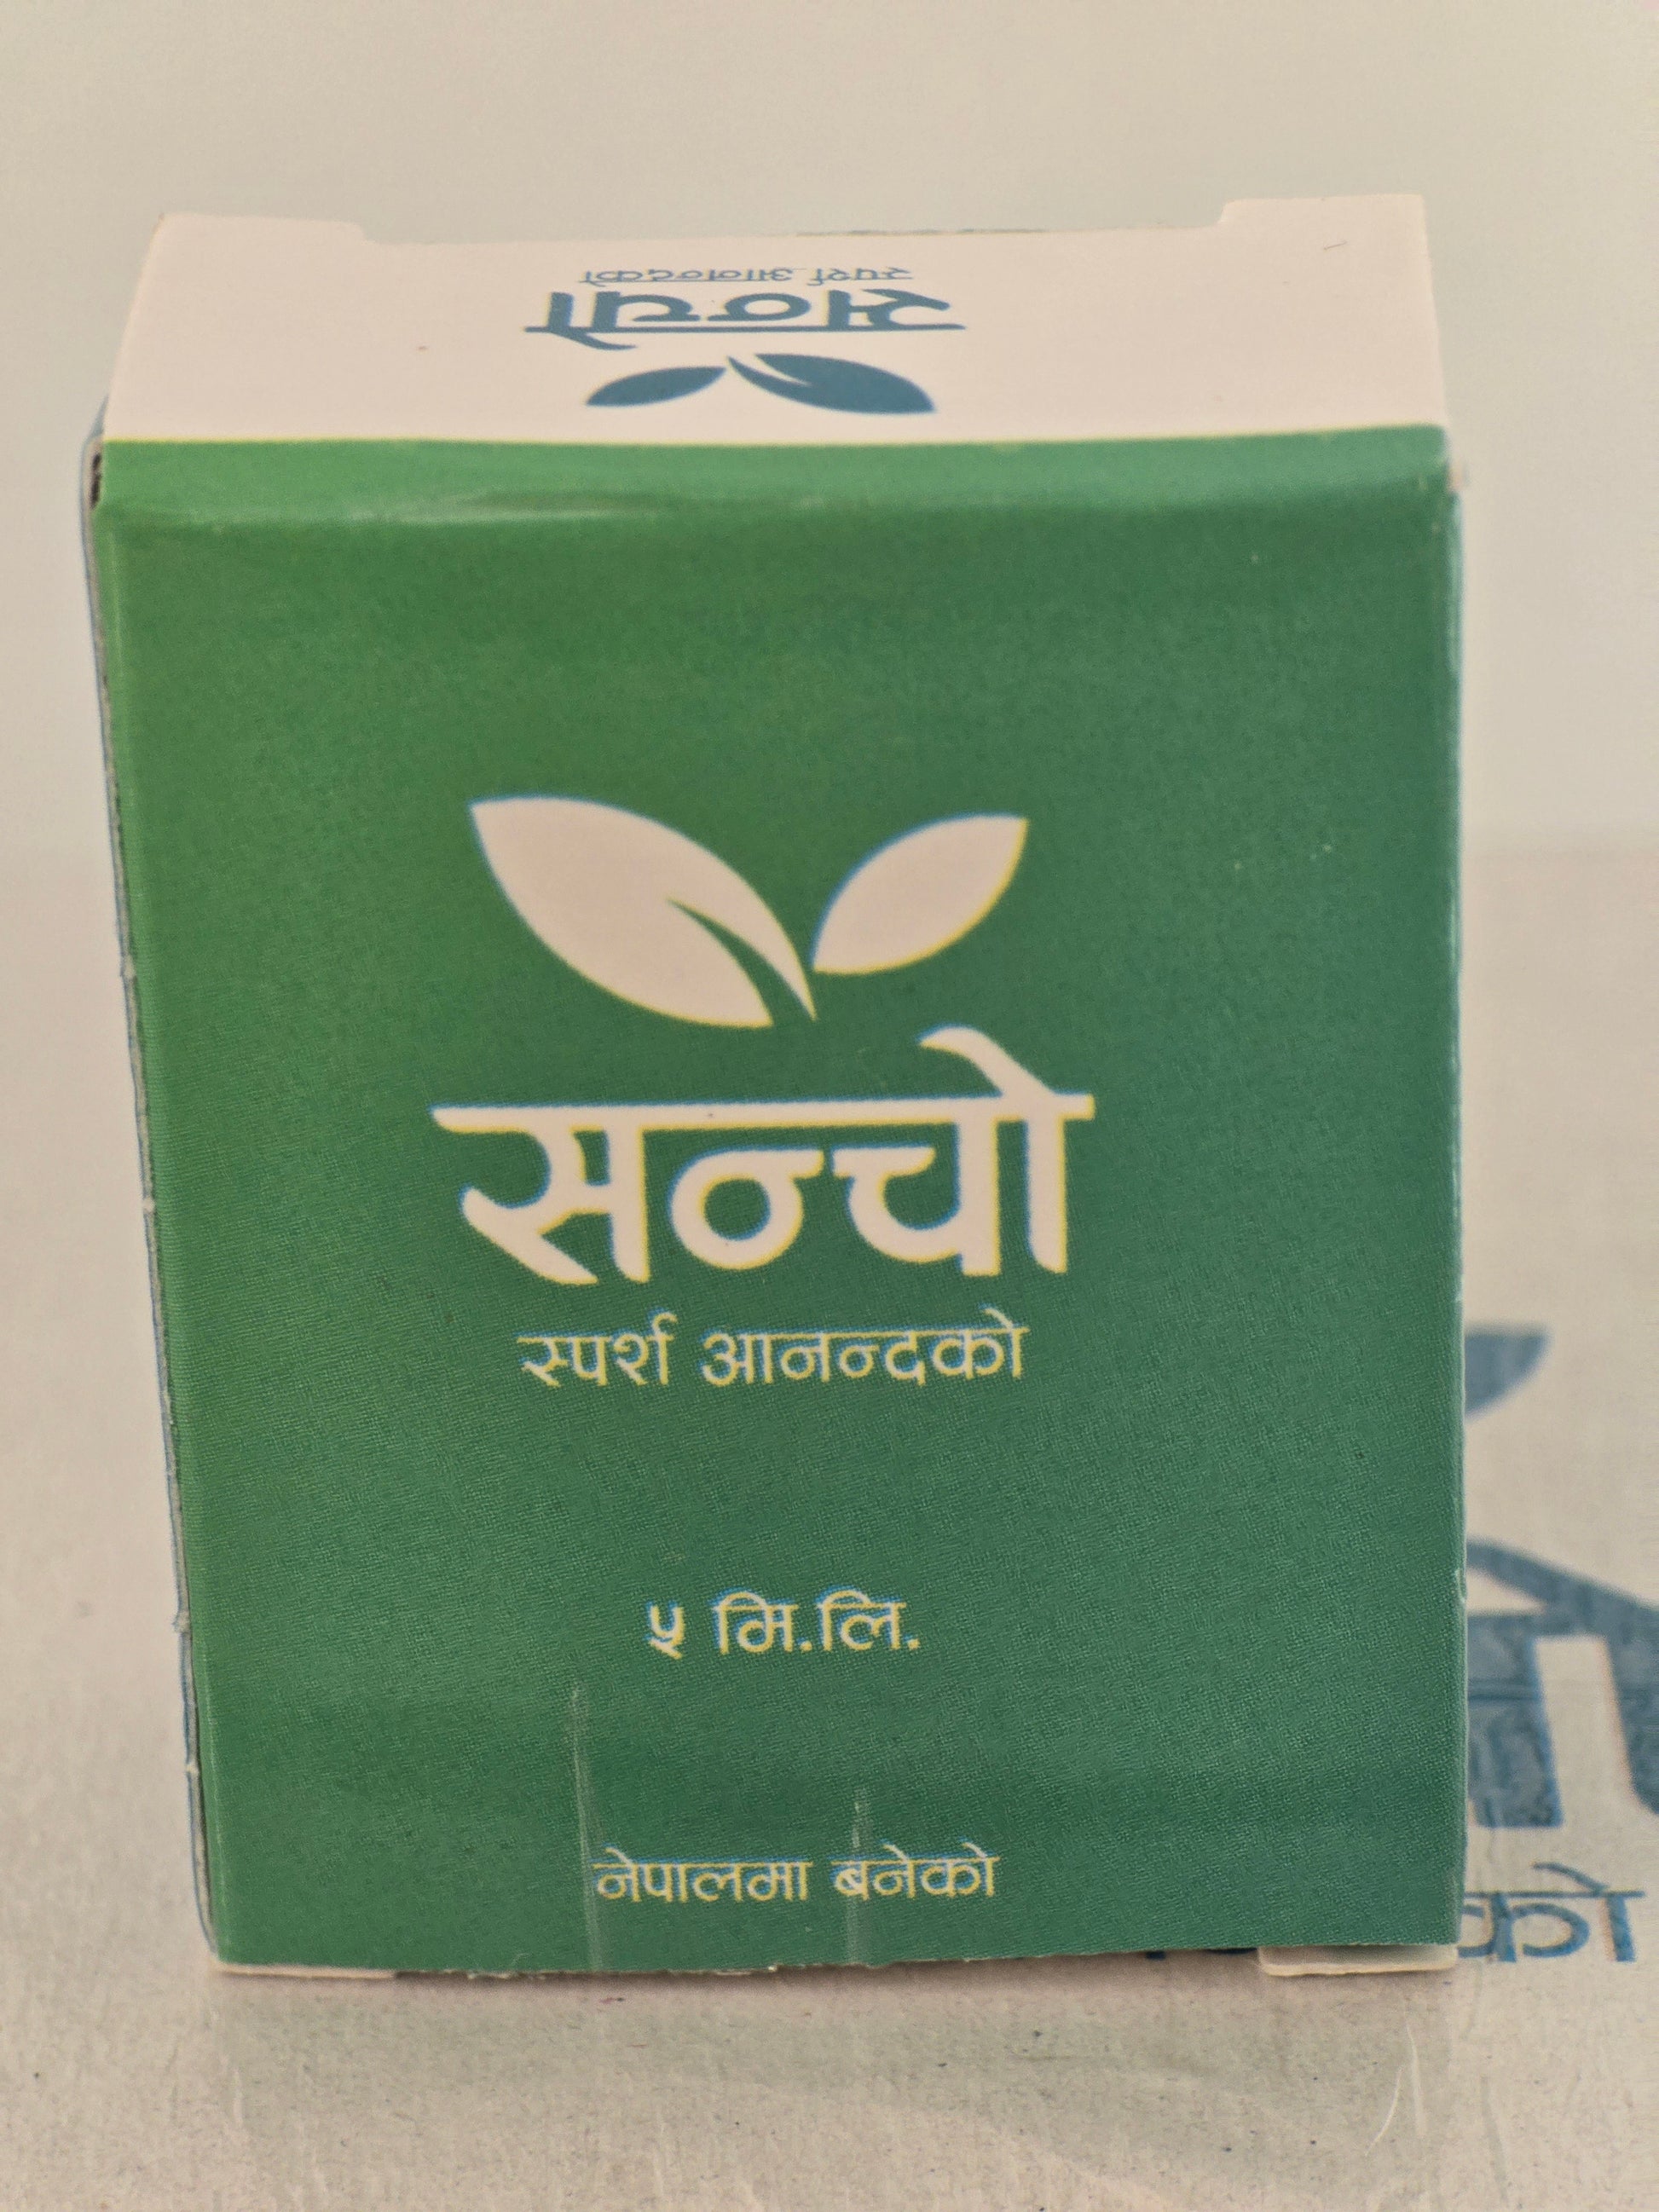 सन्चो
स्पर्श आनन्दको
सन्चो
स्पर्श आनन्दको
५ मि.लि.
नेपालमा बनेको
को